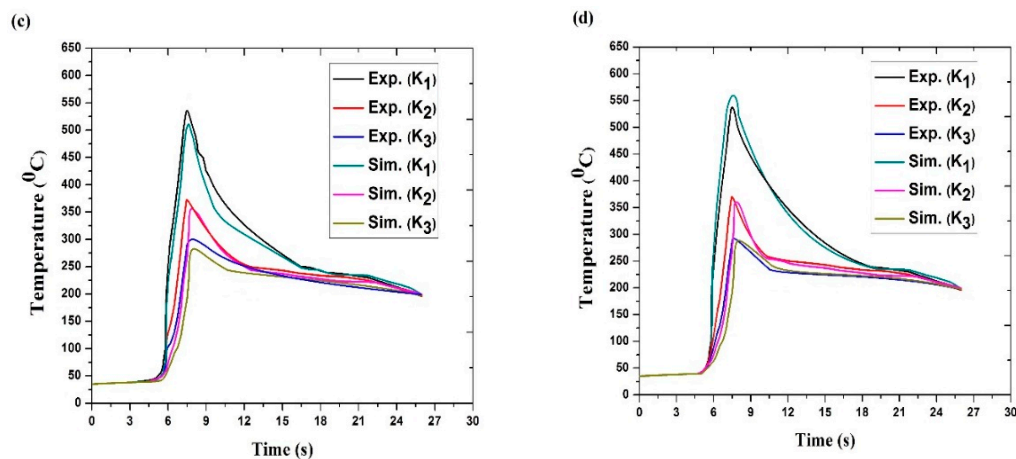 (c)
650
600
550
500
450
400
350
300
250
200
150
100
50
0
Temperature (⁰C)
Exp. (K₁)
Exp. (K₂)
Exp. (K₃)
Sim. (K₁)
Sim. (K₂)
Sim. (K₃)
0 3 6 9 12 15 18 21 24 27 30
Time (s)
(d)
650
600
550
500
450
400
350
300
250
200
150
100
50
0
Temperature (⁰C)
Exp. (K₁)
Exp. (K₂)
Exp. (K₃)
Sim. (K₁)
Sim. (K₂)
Sim. (K₃)
0 3 6 9 12 15 18 21 24 27 30
Time (s)